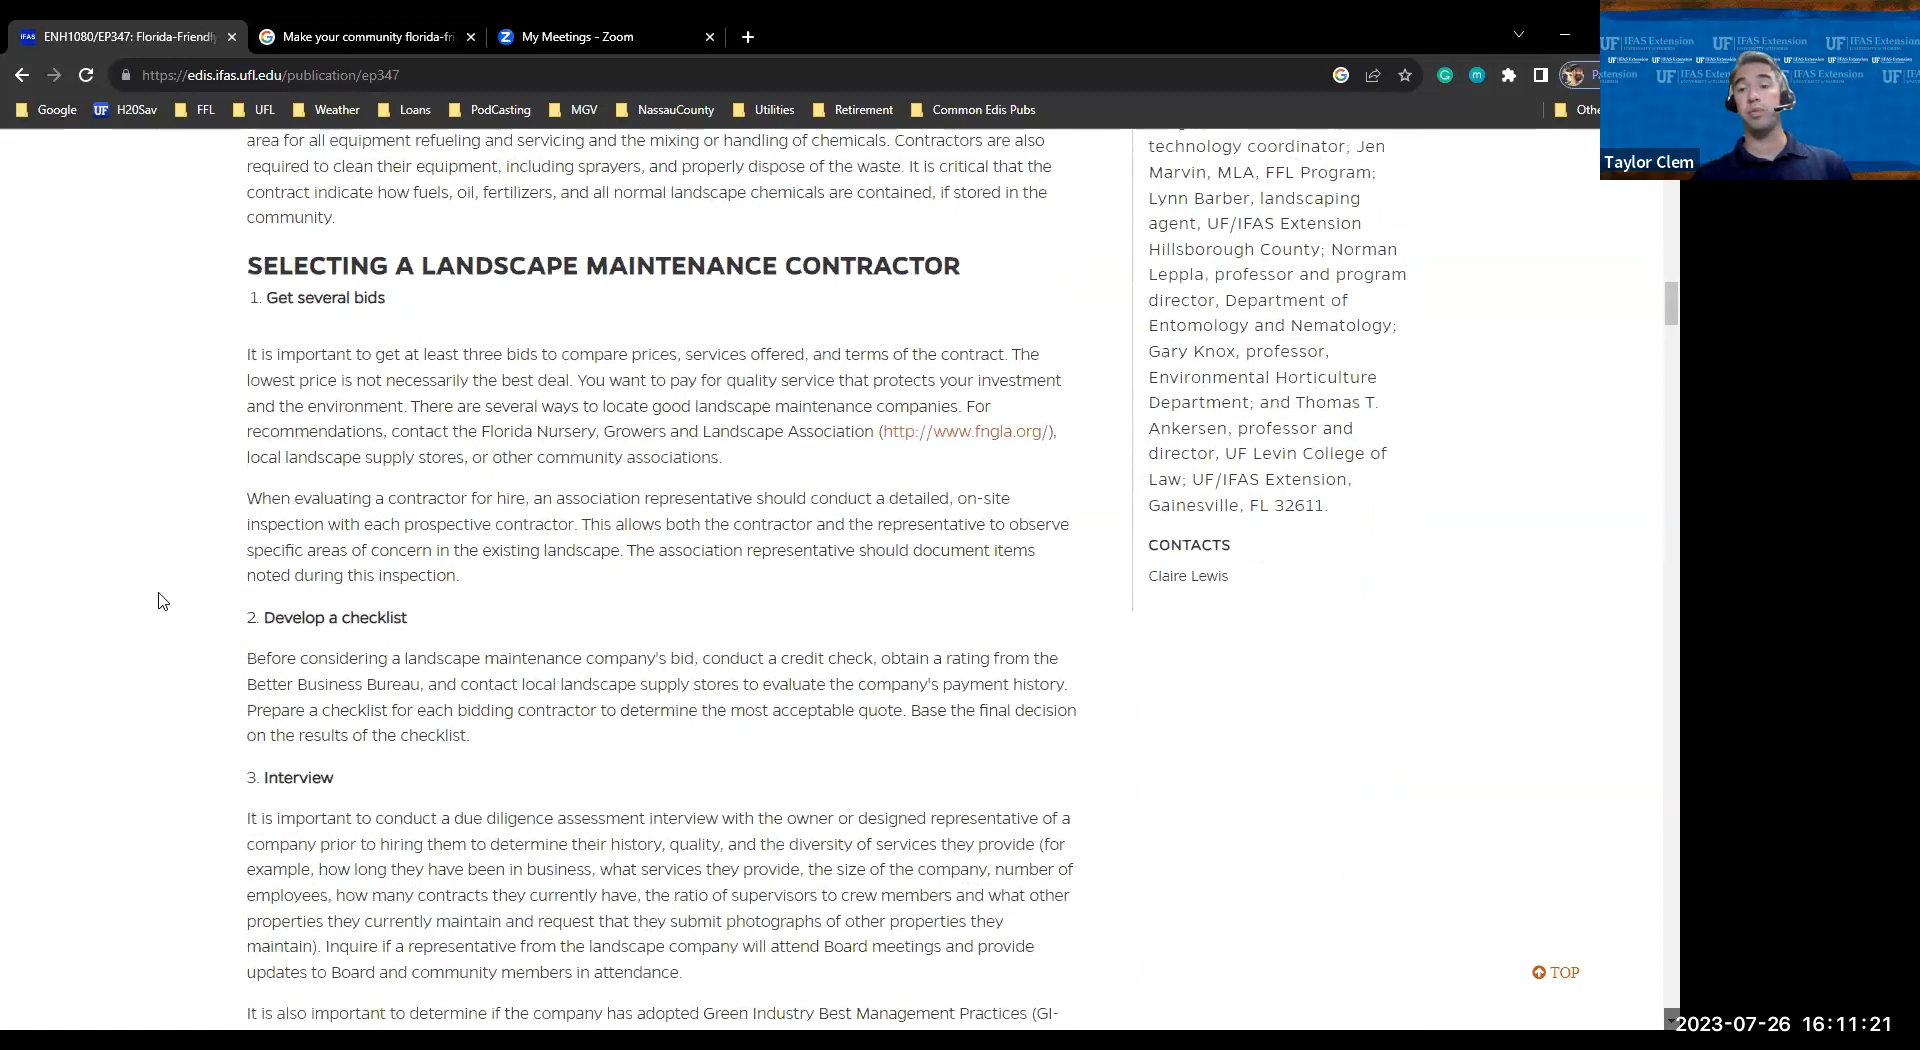 ENH1080/EP347: Florida-Friendly
Make your community florida-fri
My Meetings - Zoom
https://edis.ifas.ufl.edu/publication/ep347
Google
H20Sav
FFL
UFL
Weather
Loans
PodCasting
MGV
NassauCounty
Utilities
Retirement
Common Edis Pubs
Othe
area for all equipment refueling and servicing and the mixing or handling of chemicals. Contractors are also
required to clean their equipment, including sprayers, and properly dispose of the waste. It is critical that the
contract indicate how fuels, oil, fertilizers, and all normal landscape chemicals are contained, if stored in the
community.
SELECTING A LANDSCAPE MAINTENANCE CONTRACTOR
1. Get several bids
It is important to get at least three bids to compare prices, services offered, and terms of the contract. The
lowest price is not necessarily the best deal. You want to pay for quality service that protects your investment
and the environment. There are several ways to locate good landscape maintenance companies. For
recommendations, contact the Florida Nursery, Growers and Landscape Association (http://www.fngla.org/),
local landscape supply stores, or other community associations.
When evaluating a contractor for hire, an association representative should conduct a detailed, on-site
inspection with each prospective contractor. This allows both the contractor and the representative to observe
specific areas of concern in the existing landscape. The association representative should document items
noted during this inspection.
2. Develop a checklist
Before considering a landscape maintenance company's bid, conduct a credit check, obtain a rating from the
Better Business Bureau, and contact local landscape supply stores to evaluate the company's payment history.
Prepare a checklist for each bidding contractor to determine the most acceptable quote. Base the final decision
on the results of the checklist.
3. Interview
It is important to conduct a due diligence assessment interview with the owner or designed representative of a
company prior to hiring them to determine their history, quality, and the diversity of services they provide (for
example, how long they have been in business, what services they provide, the size of the company, number of
employees, how many contracts they currently have, the ratio of supervisors to crew members and what other
properties they currently maintain and request that they submit photographs of other properties they
maintain). Inquire if a representative from the landscape company will attend Board meetings and provide
updates to Board and community members in attendance.
It is also important to determine if the company has adopted Green Industry Best Management Practices (GI-
technology coordinator; Jen
Marvin, MLA, FFL Program;
Lynn Barber, landscaping
agent, UF/IFAS Extension
Hillsborough County; Norman
Leppla, professor and program
director, Department of
Entomology and Nematology;
Gary Knox, professor,
Environmental Horticulture
Department; and Thomas T.
Ankersen, professor and
director, UF Levin College of
Law; UF/IFAS Extension,
Gainesville, FL 32611.
CONTACTS
Claire Lewis
TOP
UF IFAS Extension
Taylor Clem
2023-07-26 16:11:21